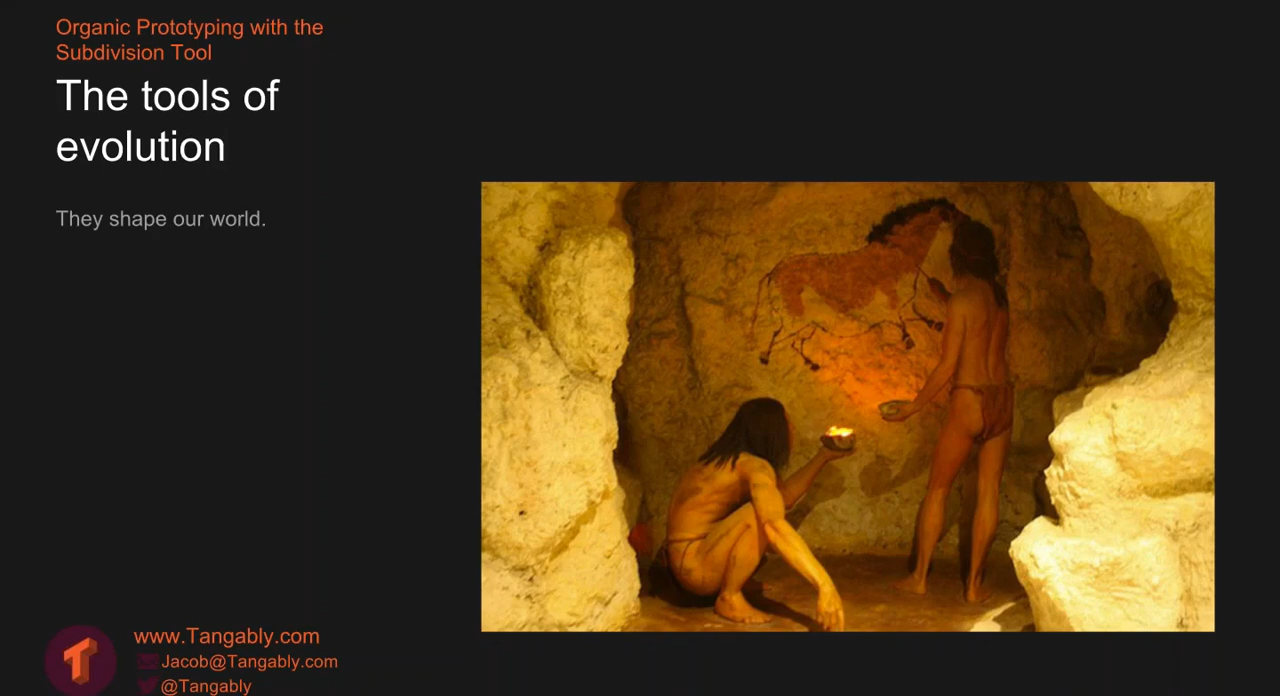 Organic Prototyping with the
Subdivision Tool
The tools of
evolution
They shape our world.
www.Tangably.com
Jacob@Tangably.com
@Tangably